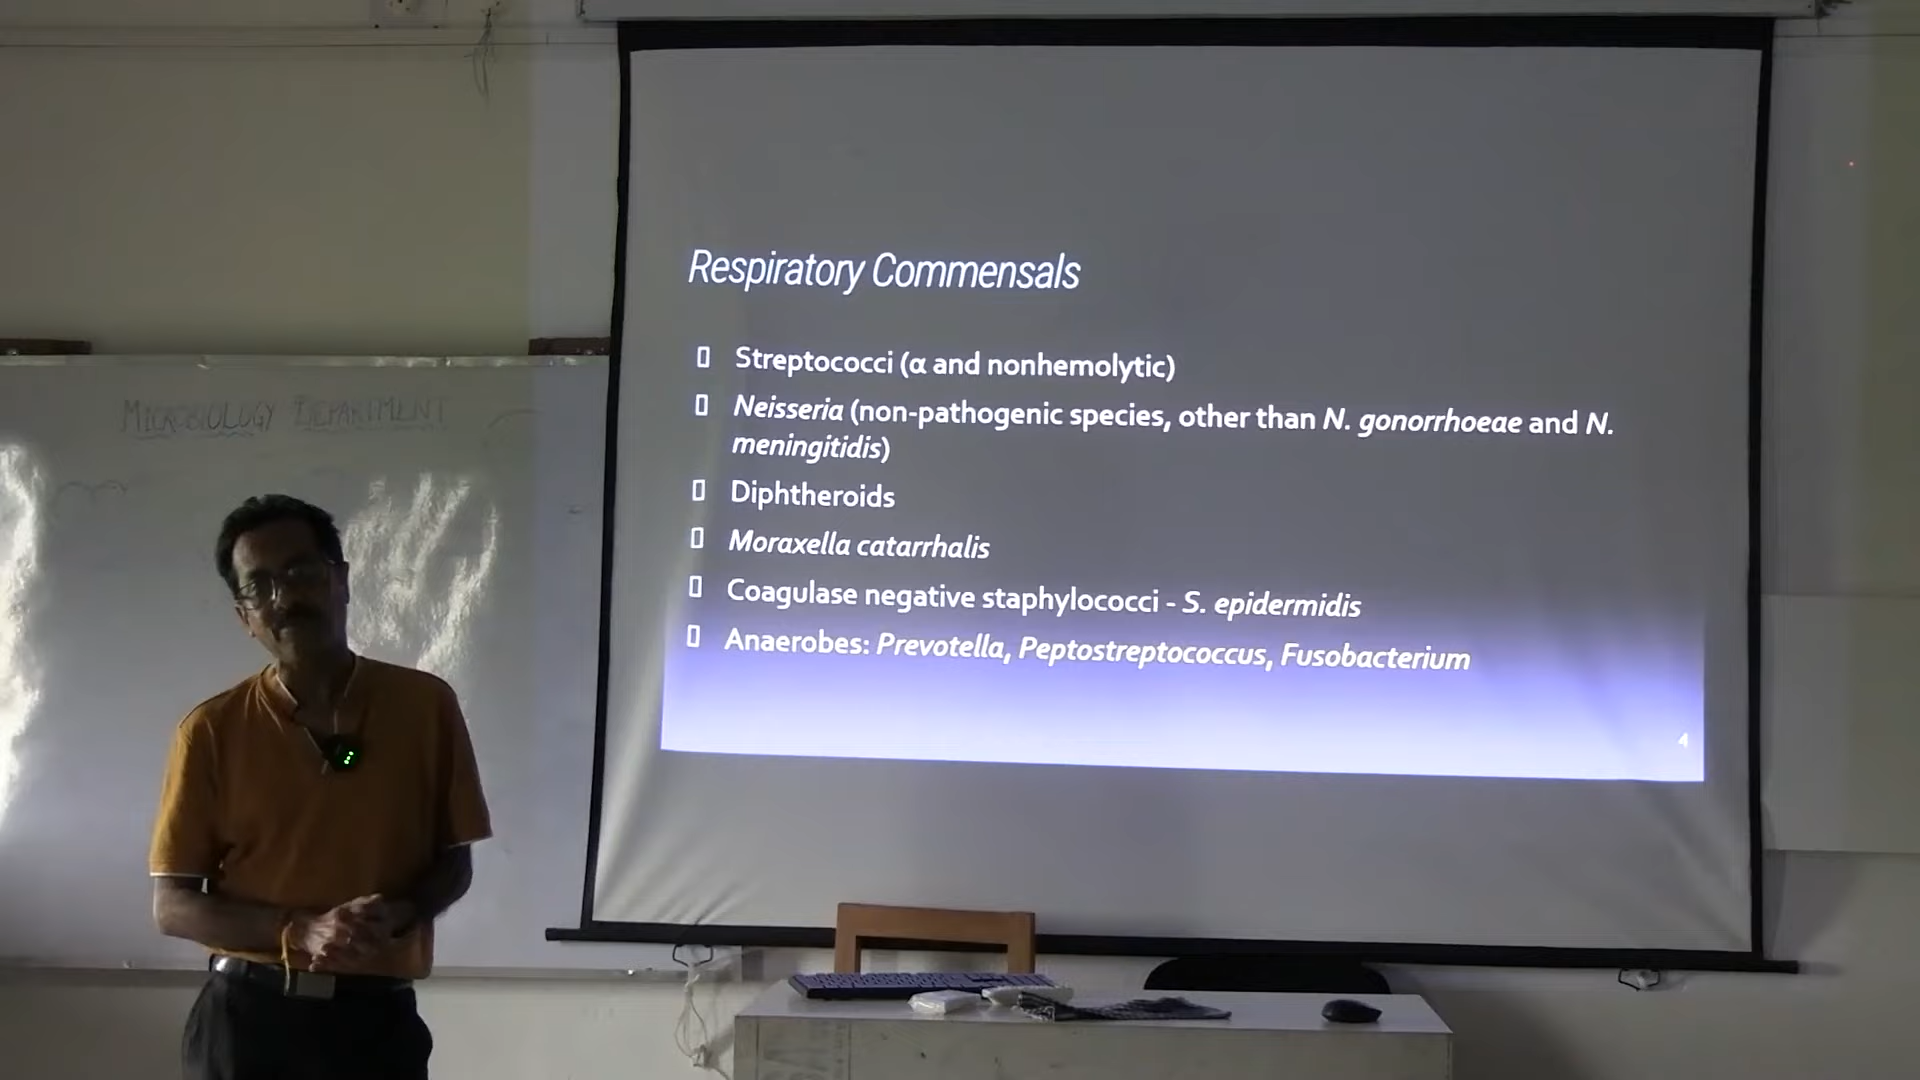 Respiratory Commensals
Streptococci (α and nonhemolytic)
Neisseria (non-pathogenic species, other than N. gonorrhoeae and N.
meningitidis)
Diphtheroids
Moraxella catarrhalis
Coagulase negative staphylococci - S. epidermidis
Anaerobes: Prevotella, Peptostreptococcus, Fusobacterium
4
MICROBIOLOGY DEPARTMENT